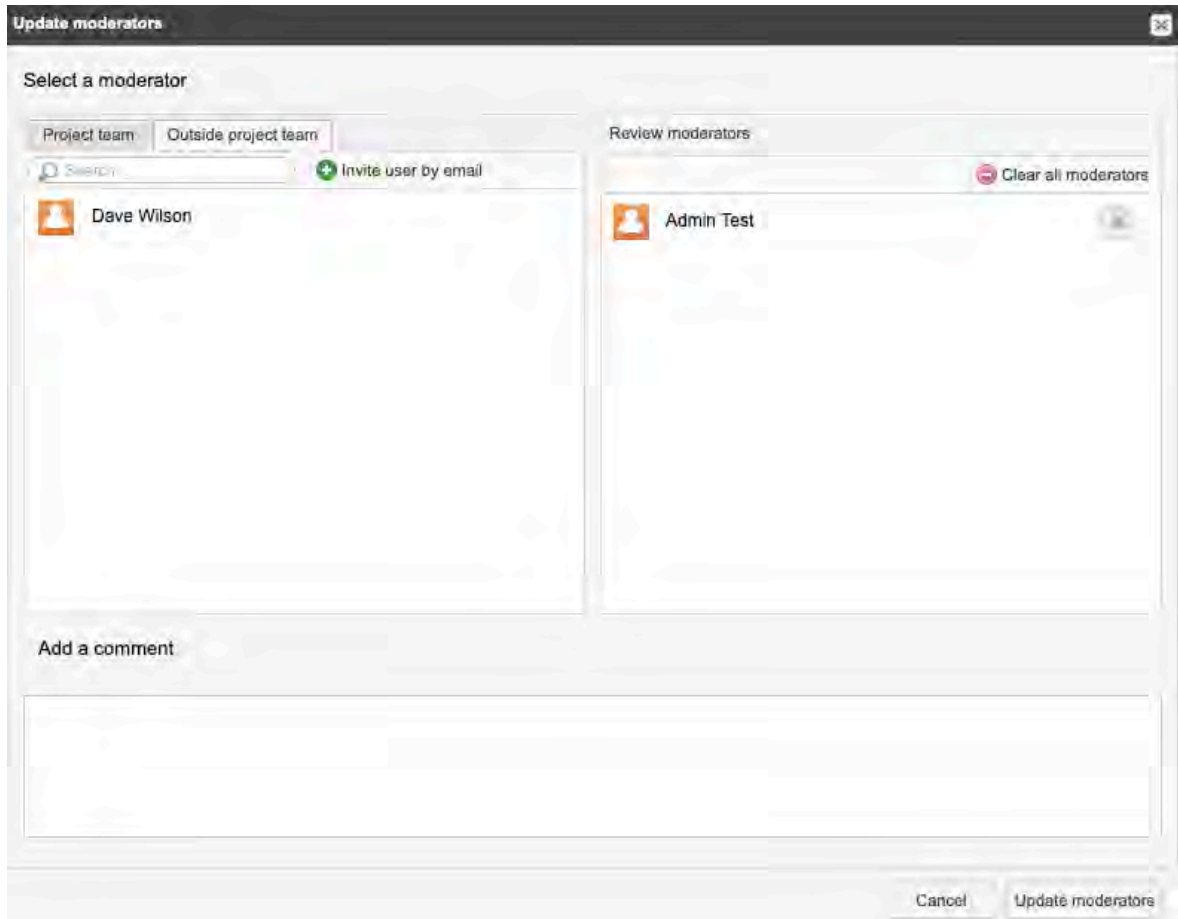 Update moderators
Select a moderator
Project team
Outside project team
Search
Invite user by email
Dave Wilson
Review moderators
Clear all moderators
Admin Test
Add a comment
Cancel
Update moderators